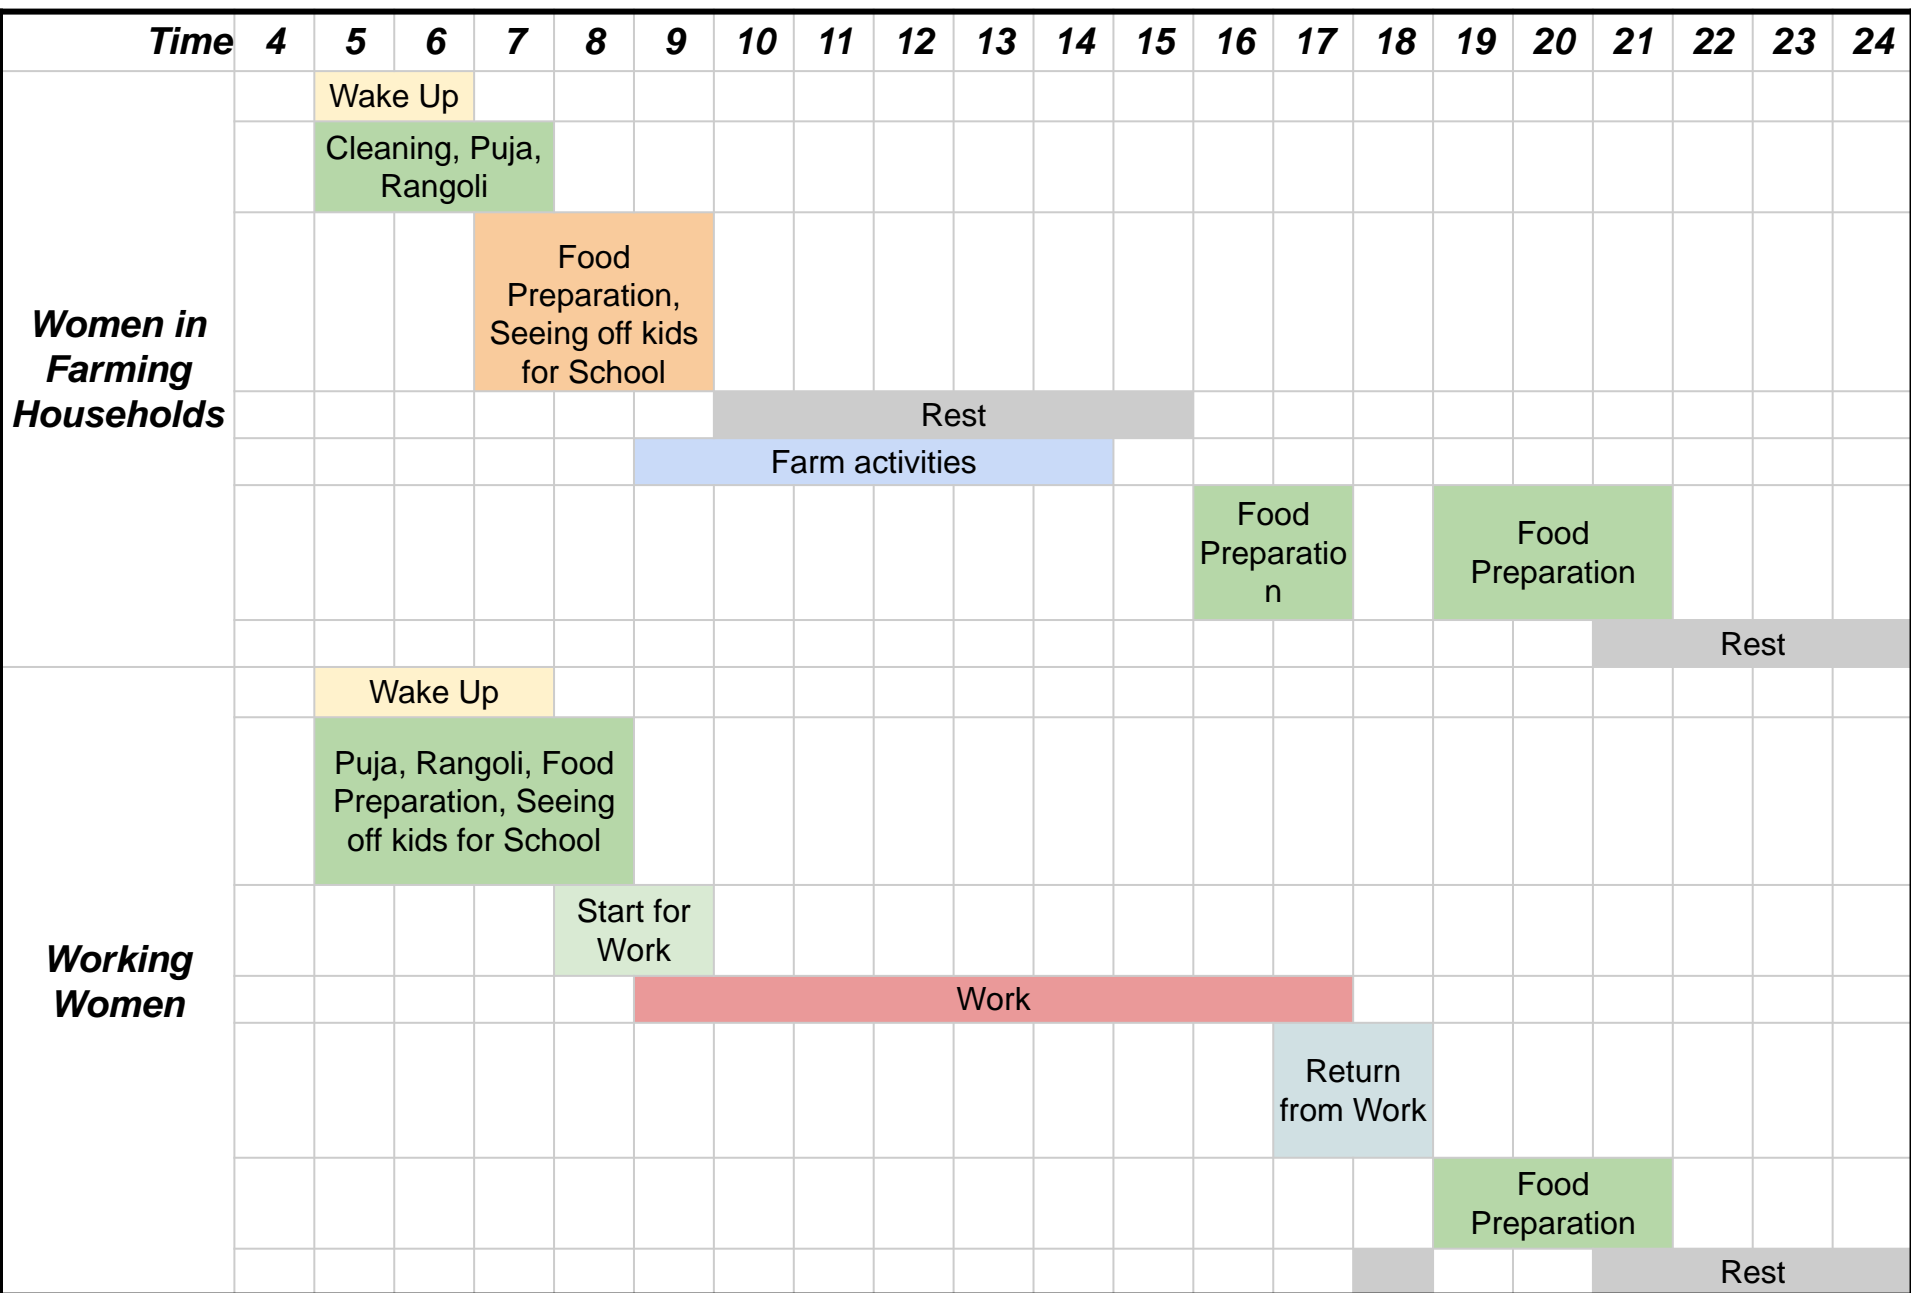 Time 4 5 6 7 8 9 10 11 12 13 14 15 16 17 18 19 20 21 22 23 24
Women in
Farming
Households
Wake Up
Cleaning, Puja,
Rangoli
Food
Preparation,
Seeing off kids
for School
Rest
Farm activities
Food
Preparatio
n
Food
Preparation
Rest
Working
Women
Wake Up
Puja, Rangoli, Food
Preparation, Seeing
off kids for School
Start for
Work
Work
Return
from Work
Food
Preparation
Rest